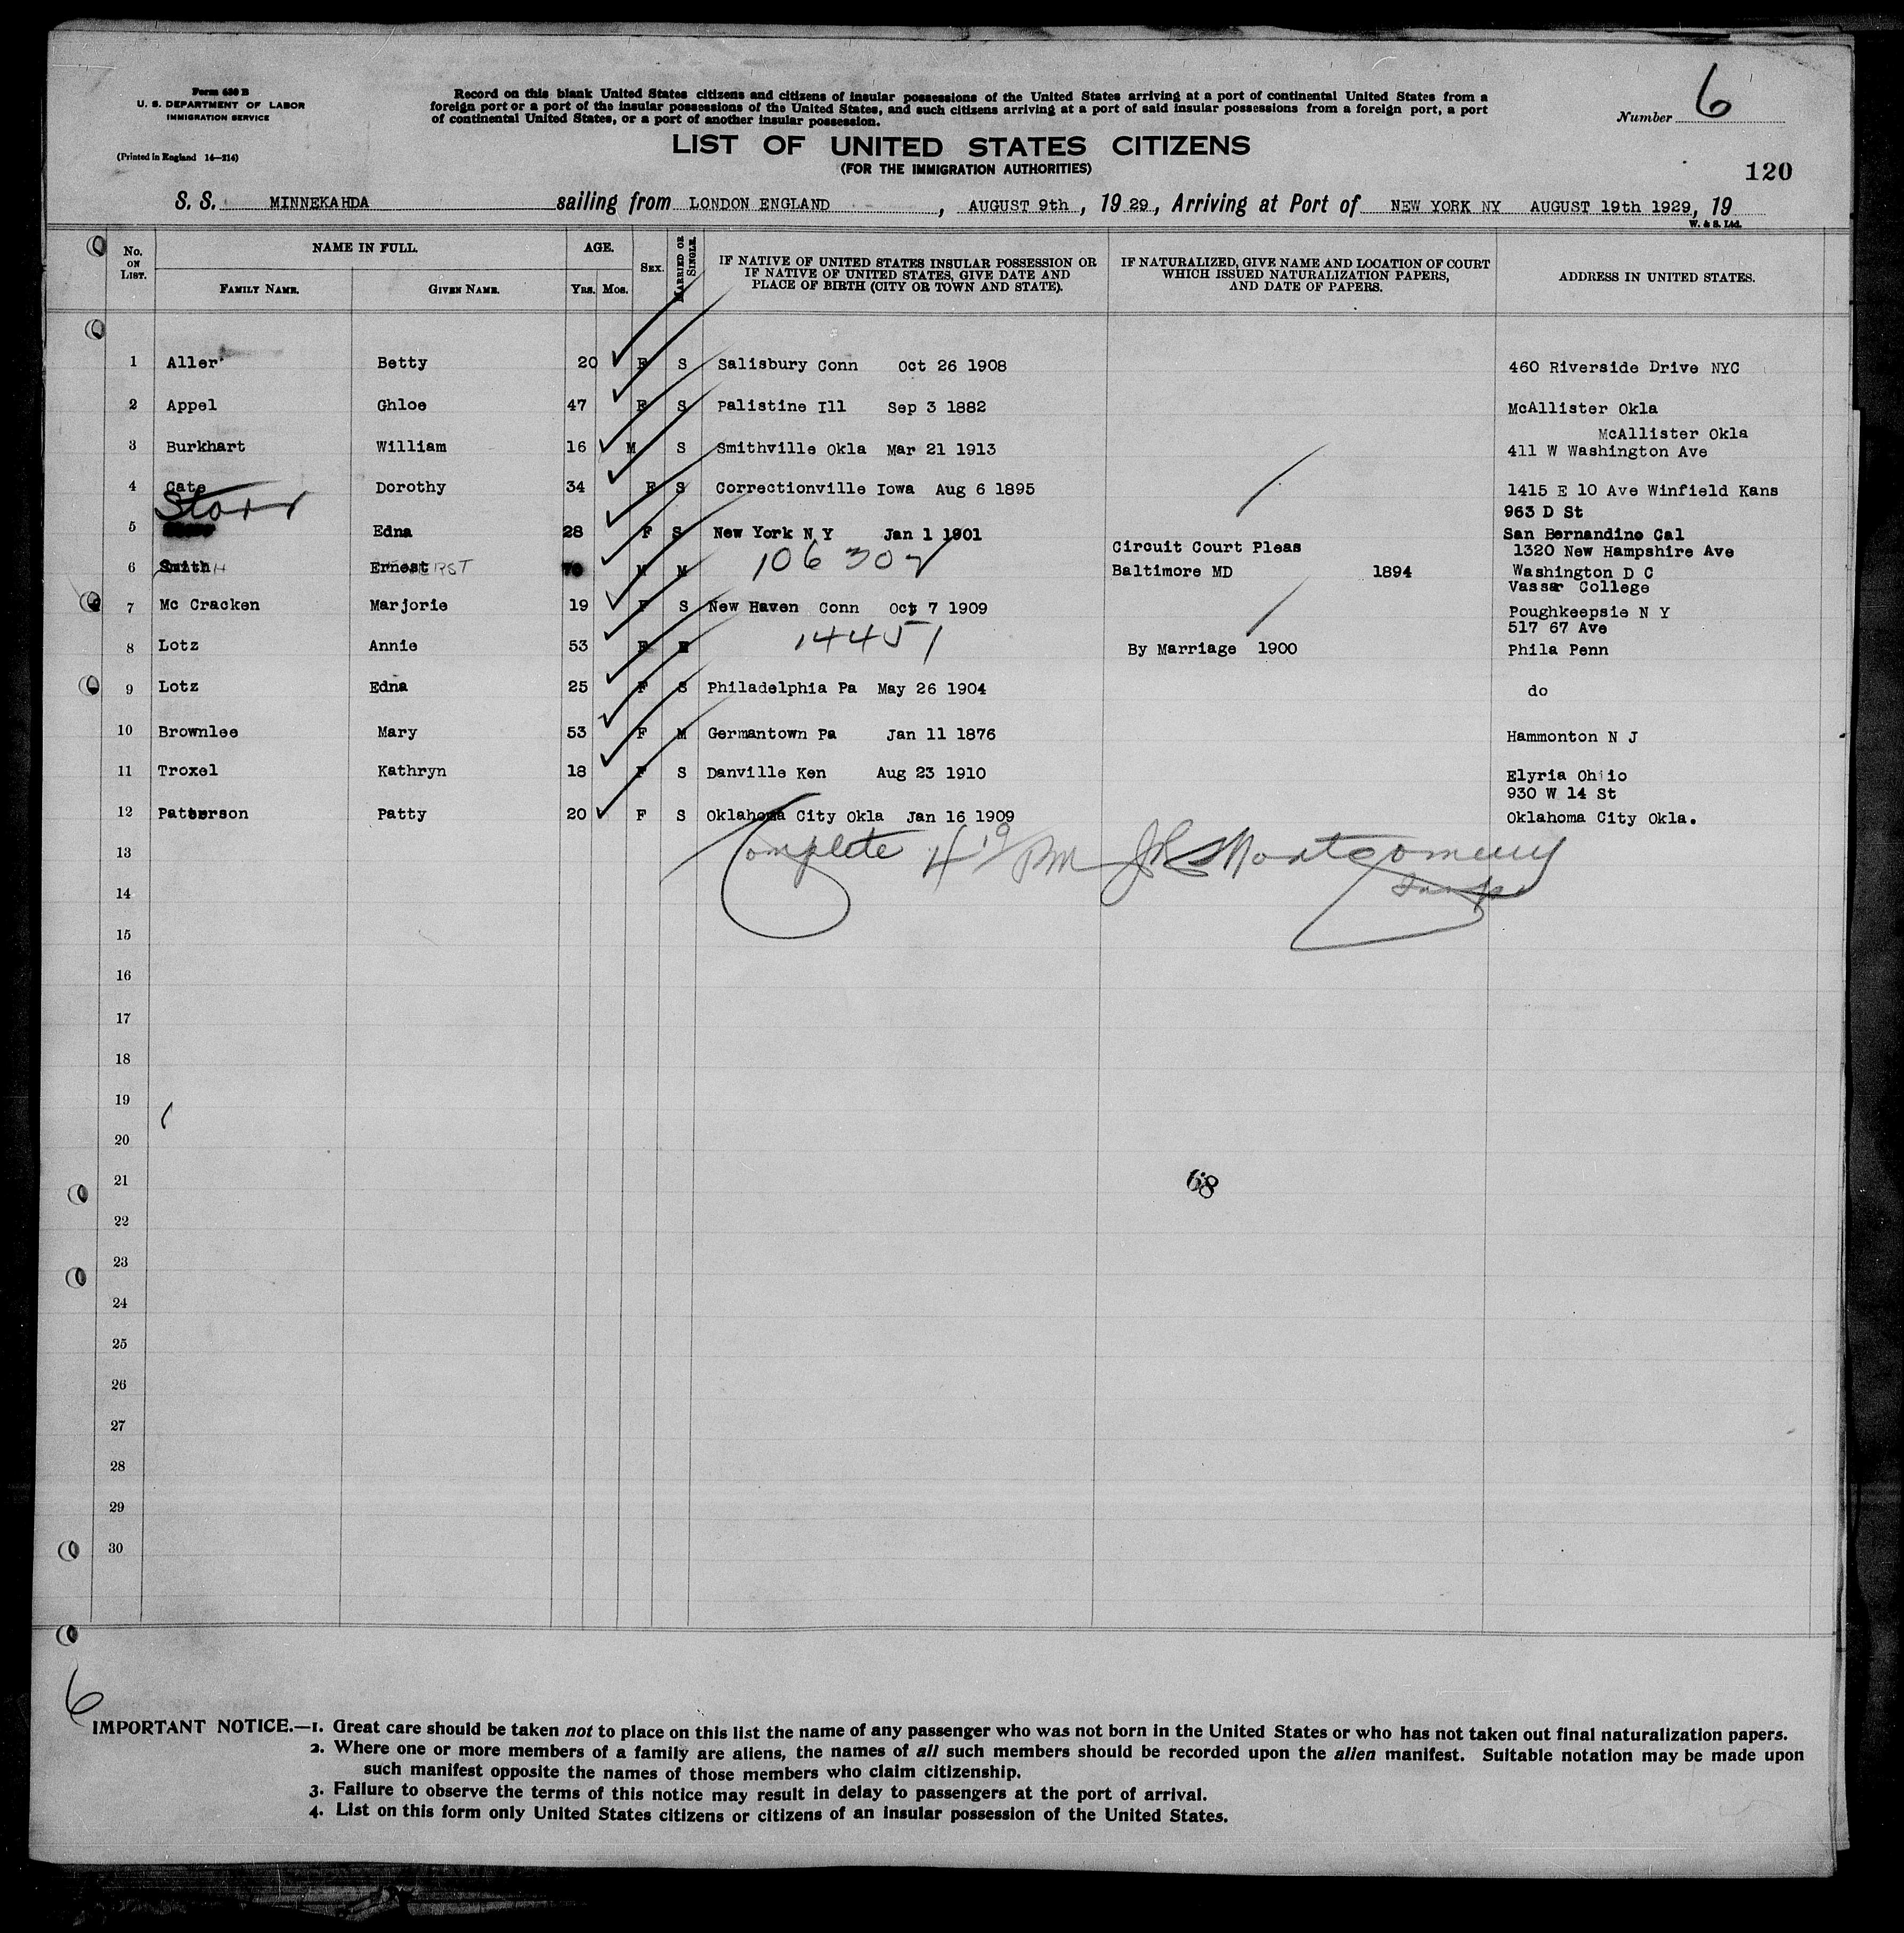 Form 630 B
U. S. DEPARTMENT OF LABOR
IMMIGRATION SERVICE
(Printed in England 14—214)
Record on this blank United States citizens and citizens of insular possessions of the United States arriving at a port of continental United States from a
foreign port or a port of the insular possessions of the United States, and such citizens arriving at a port of said insular possessions from a foreign port, a port
of continental United States, or a port of another insular possession.
Number 6
LIST OF UNITED STATES CITIZENS
(FOR THE IMMIGRATION AUTHORITIES)
120
S. S. MINNEKAHDA sailing from LONDON ENGLAND, AUGUST 9th, 19 29, Arriving at Port of NEW YORK NY AUGUST 19th 1929, 19
W. & S. Ltd.
No. ON LIST. NAME IN FULL. FAMILY NAME. GIVEN NAME. AGE. YRS. MOS. SEX. MARRIED OR SINGLE. IF NATIVE OF UNITED STATES INSULAR POSSESSION OR IF NATIVE OF UNITED STATES, GIVE DATE AND PLACE OF BIRTH (CITY OR TOWN AND STATE). IF NATURALIZED, GIVE NAME AND LOCATION OF COURT WHICH ISSUED NATURALIZATION PAPERS, AND DATE OF PAPERS. ADDRESS IN UNITED STATES.
1 Aller Betty 20 F S Salisbury Conn Oct 26 1908 460 Riverside Drive NYC
2 Appel Ghloe 47 F S Palistine Ill Sep 3 1882 McAllister Okla
McAllister Okla
3 Burkhart William 16 M S Smithville Okla Mar 21 1913 411 W Washington Ave
4 Cate Dorothy 34 F S Correctionville Iowa Aug 6 1895 1415 E 10 Ave Winfield Kans
Storr 963 D St
5 Edna 28 F S New York N Y Jan 1 1901 San Bernandino Cal
106302 Circuit Court Pleas 1320 New Hampshire Ave
6 Smith Ernest M M Baltimore MD 1894 Washington D C
Vassar College
7 Mc Cracken Marjorie 19 F S New Haven Conn Oct 7 1909 Poughkeepsie N Y
14451 517 67 Ave
8 Lotz Annie 53 F By Marriage 1900 Phila Penn
9 Lotz Edna 25 F S Philadelphia Pa May 26 1904 do
10 Brownlee Mary 53 F M Germantown Pa Jan 11 1876 Hammonton N J
11 Troxel Kathryn 18 F S Danville Ken Aug 23 1910 Elyria Ohio
930 W 14 St
12 Patterson Patty 20 F S Oklahoma City Okla Jan 16 1909 Oklahoma City Okla.
13 Complete 4 19 PM JR Montgomery
14 Insp
15
16
17
18
19
20
21 68
22
23
24
25
26
27
28
29
30
6
IMPORTANT NOTICE.—1. Great care should be taken not to place on this list the name of any passenger who was not born in the United States or who has not taken out final naturalization papers.
2. Where one or more members of a family are aliens, the names of all such members should be recorded upon the alien manifest. Suitable notation may be made upon
such manifest opposite the names of those members who claim citizenship.
3. Failure to observe the terms of this notice may result in delay to passengers at the port of arrival.
4. List on this form only United States citizens or citizens of an insular possession of the United States.